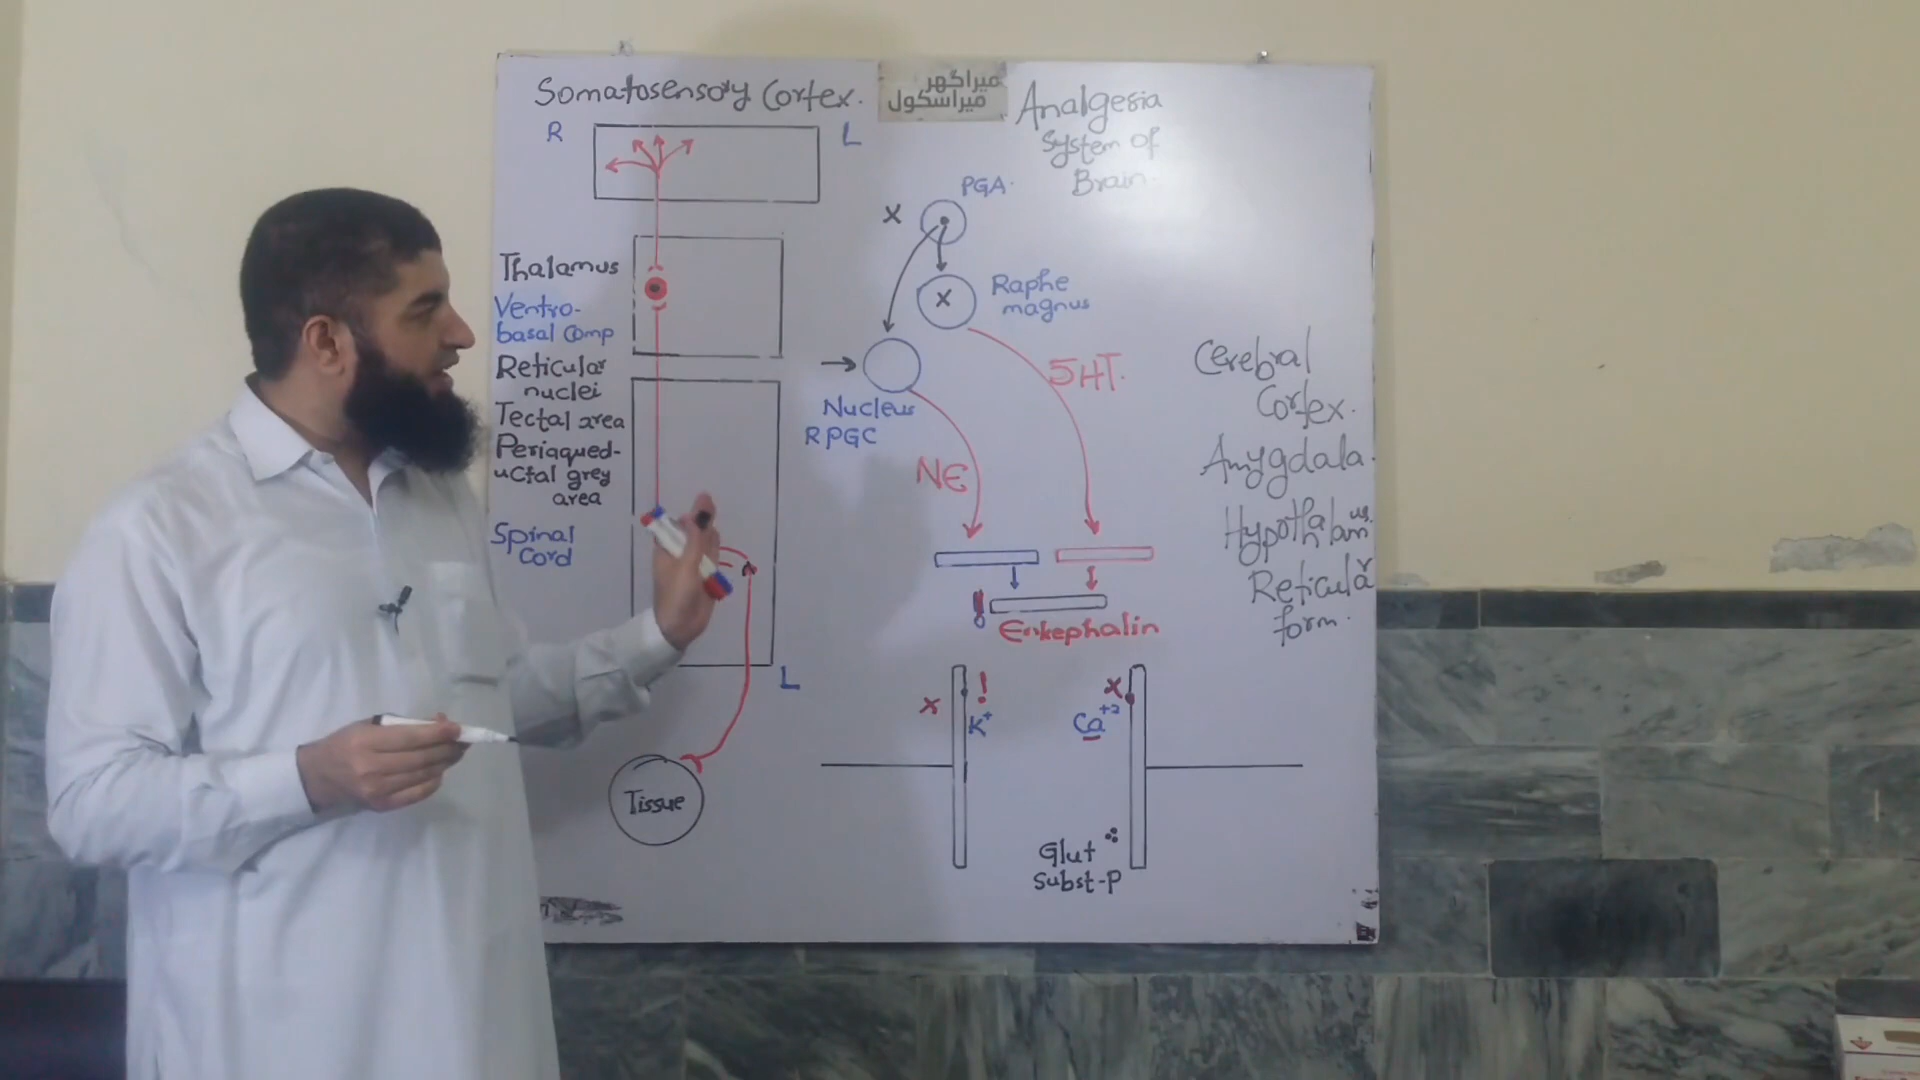 Somatosensory Cortex.
R
L
Thalamus
Ventro-
basal Comp
Reticular
nuclei
Tectal area
Periaqued-
uctal grey
area
Spinal
Cord
L
Tissue
میراگھر
میراسکول
Analgesia
System of
Brain.
PGA.
X
X
Raphe
magnus
Nucleus
RPGC
5HT.
NE
Enkephalin
X
!
K+
X
Ca+2
Glut
Subst-P
Cerebral
Cortex.
Amygdala.
Hypothalamus.
Reticular
form.